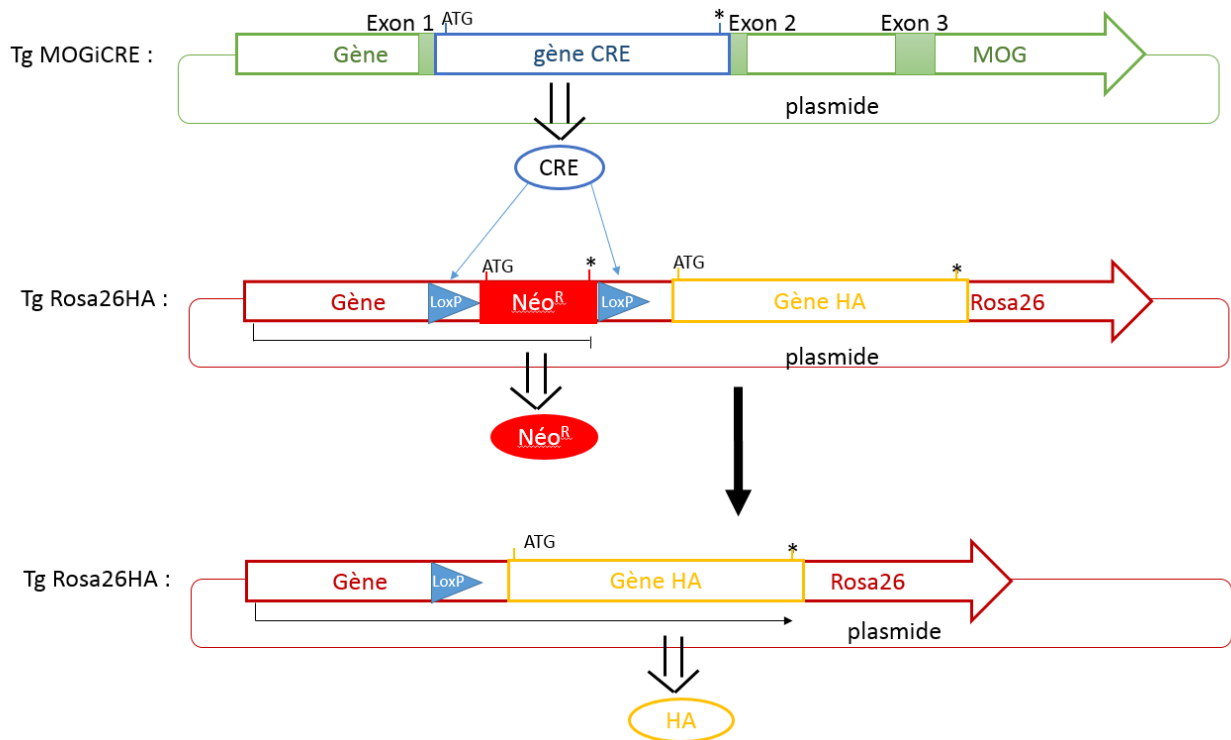 Exon 1 ATG * Exon 2 Exon 3
Tg MOGiCRE : Gène gène CRE MOG
plasmide
CRE
ATG * ATG *
Tg Rosa26HA : Gène LoxP Néoᴿ LoxP Gène HA Rosa26
plasmide
Néoᴿ
ATG *
Tg Rosa26HA : Gène LoxP Gène HA Rosa26
plasmide
HA